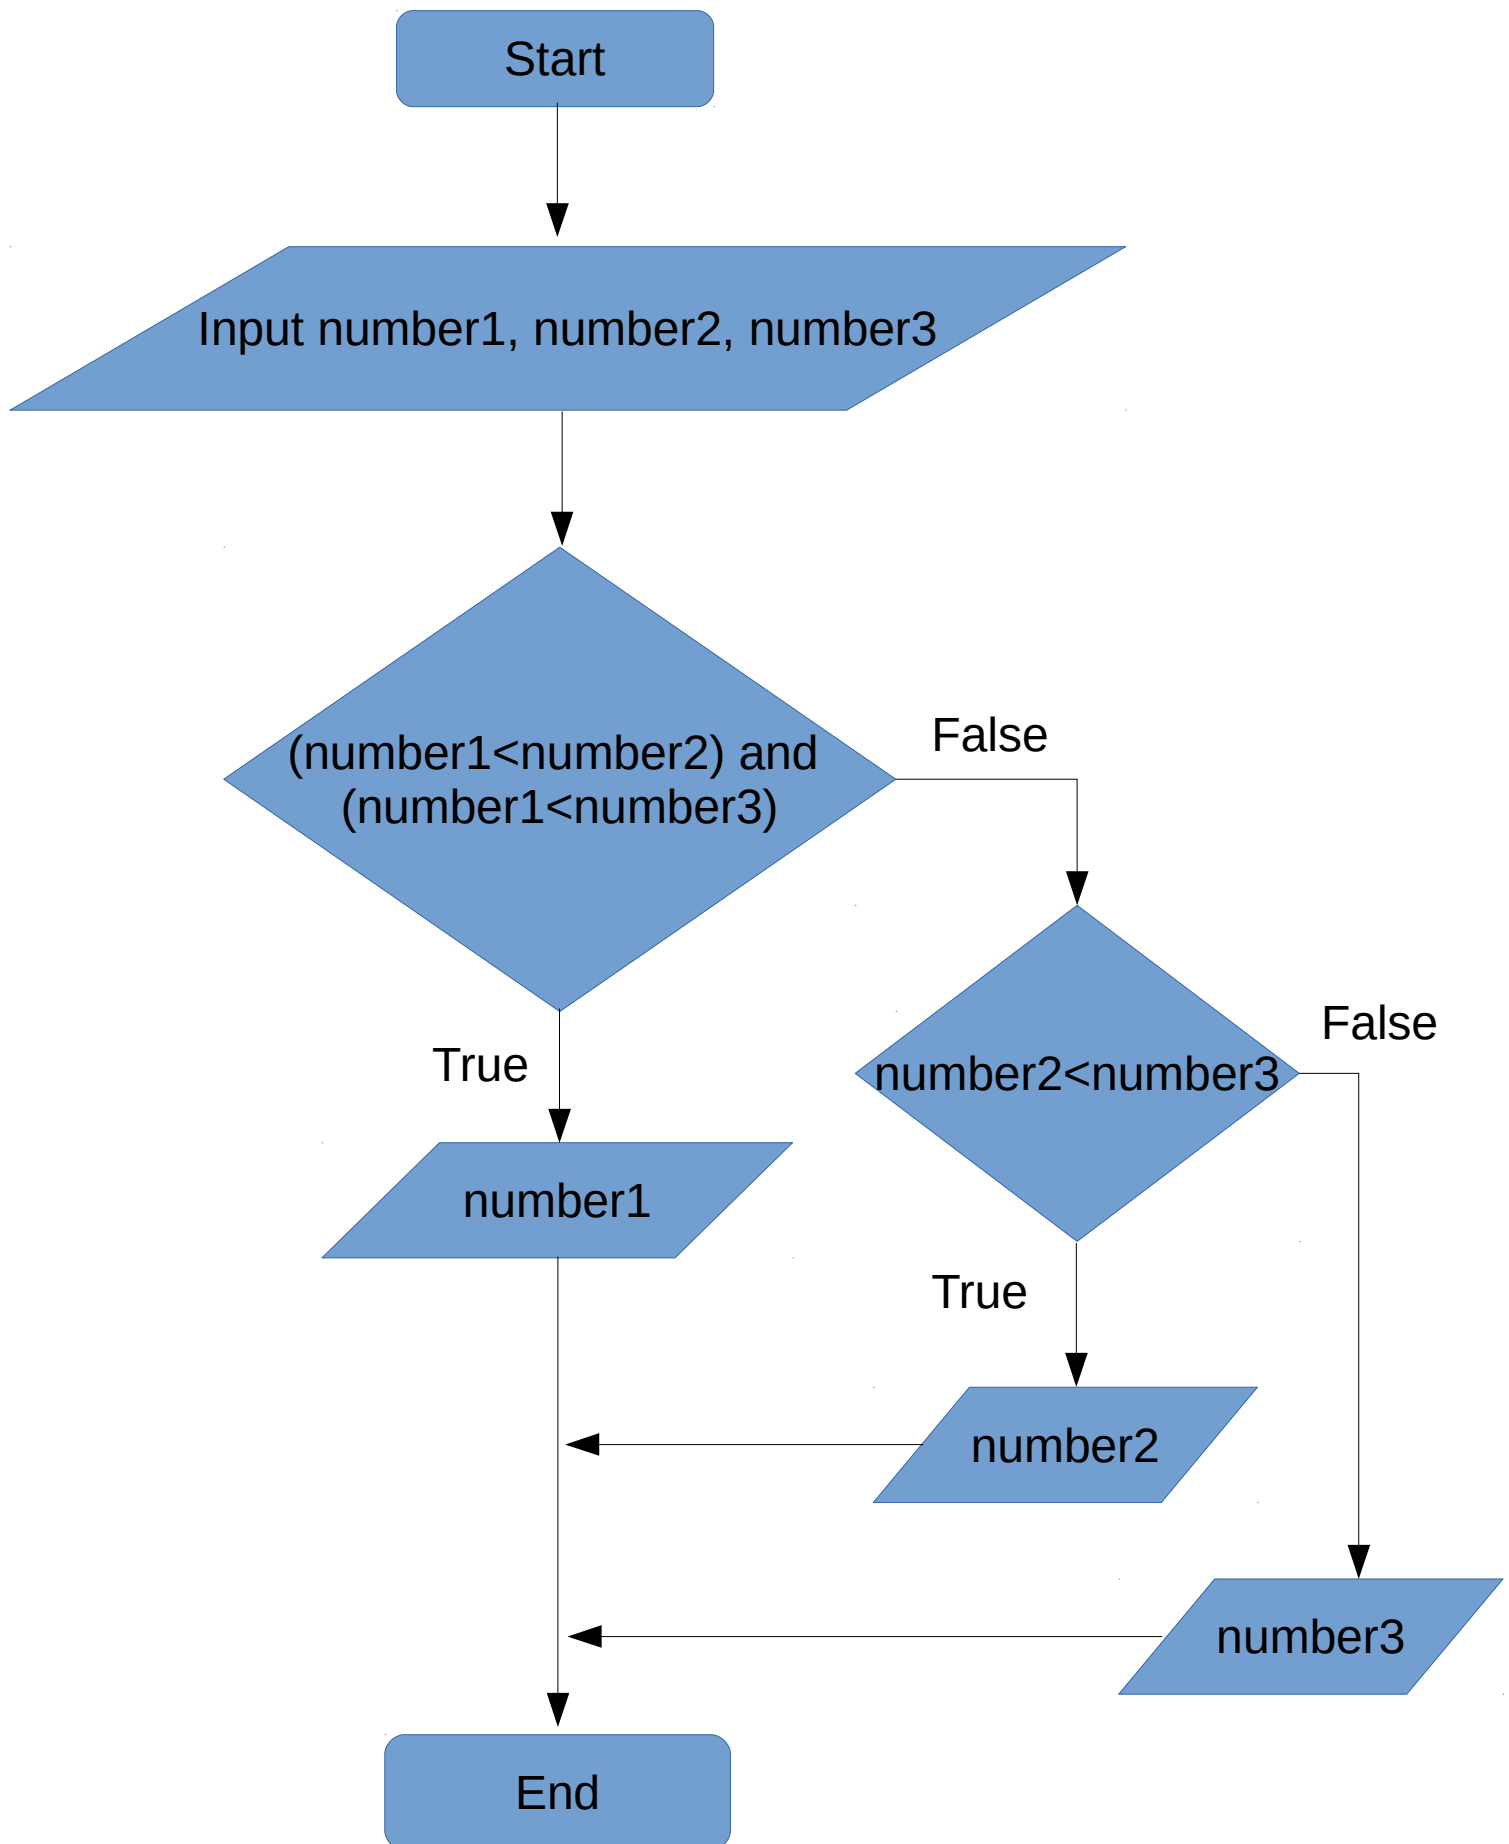 Start
Input number1, number2, number3
(number1<number2) and
(number1<number3)
False
True
number2<number3
False
number1
True
number2
number3
End